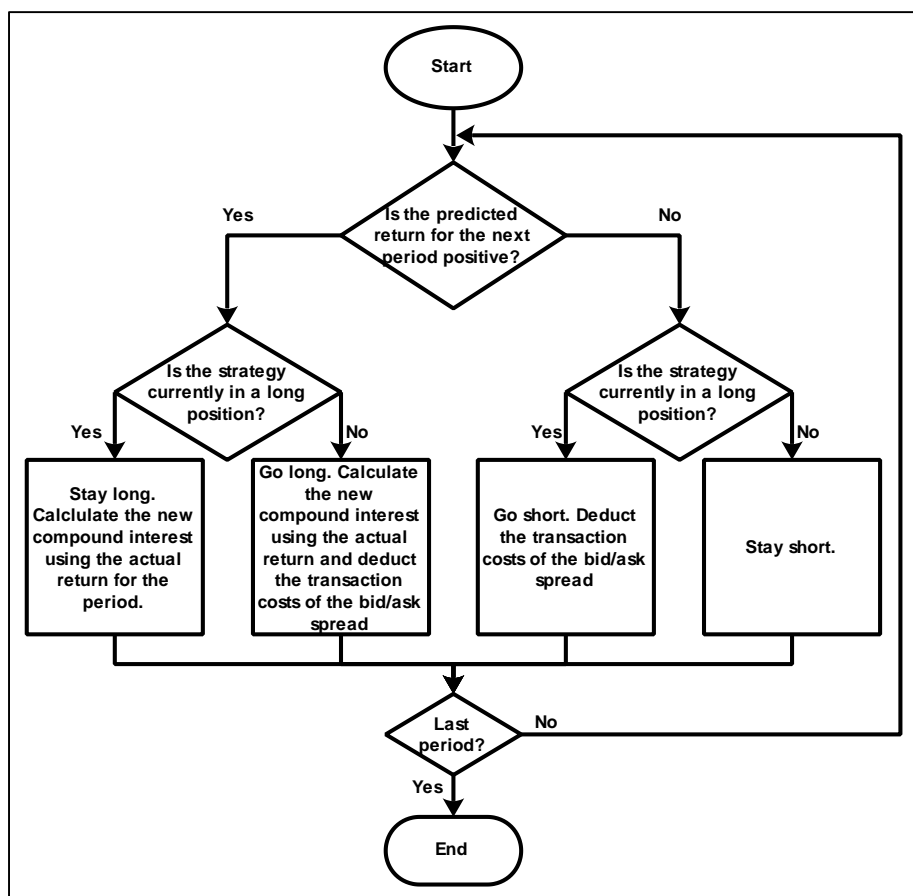 Start
Is the predicted
return for the next
period positive?
Yes
No
Is the strategy
currently in a long
position?
Is the strategy
currently in a long
position?
Yes
No
Yes
No
Stay long.
Calclulate the new
compound interest
using the actual
return for the
period.
Go long. Calculate
the new
compound interest
using the actual
return and deduct
the transaction
costs of the bid/ask
spread
Go short. Deduct
the transaction
costs of the bid/ask
spread
Stay short.
Last
period?
No
Yes
End